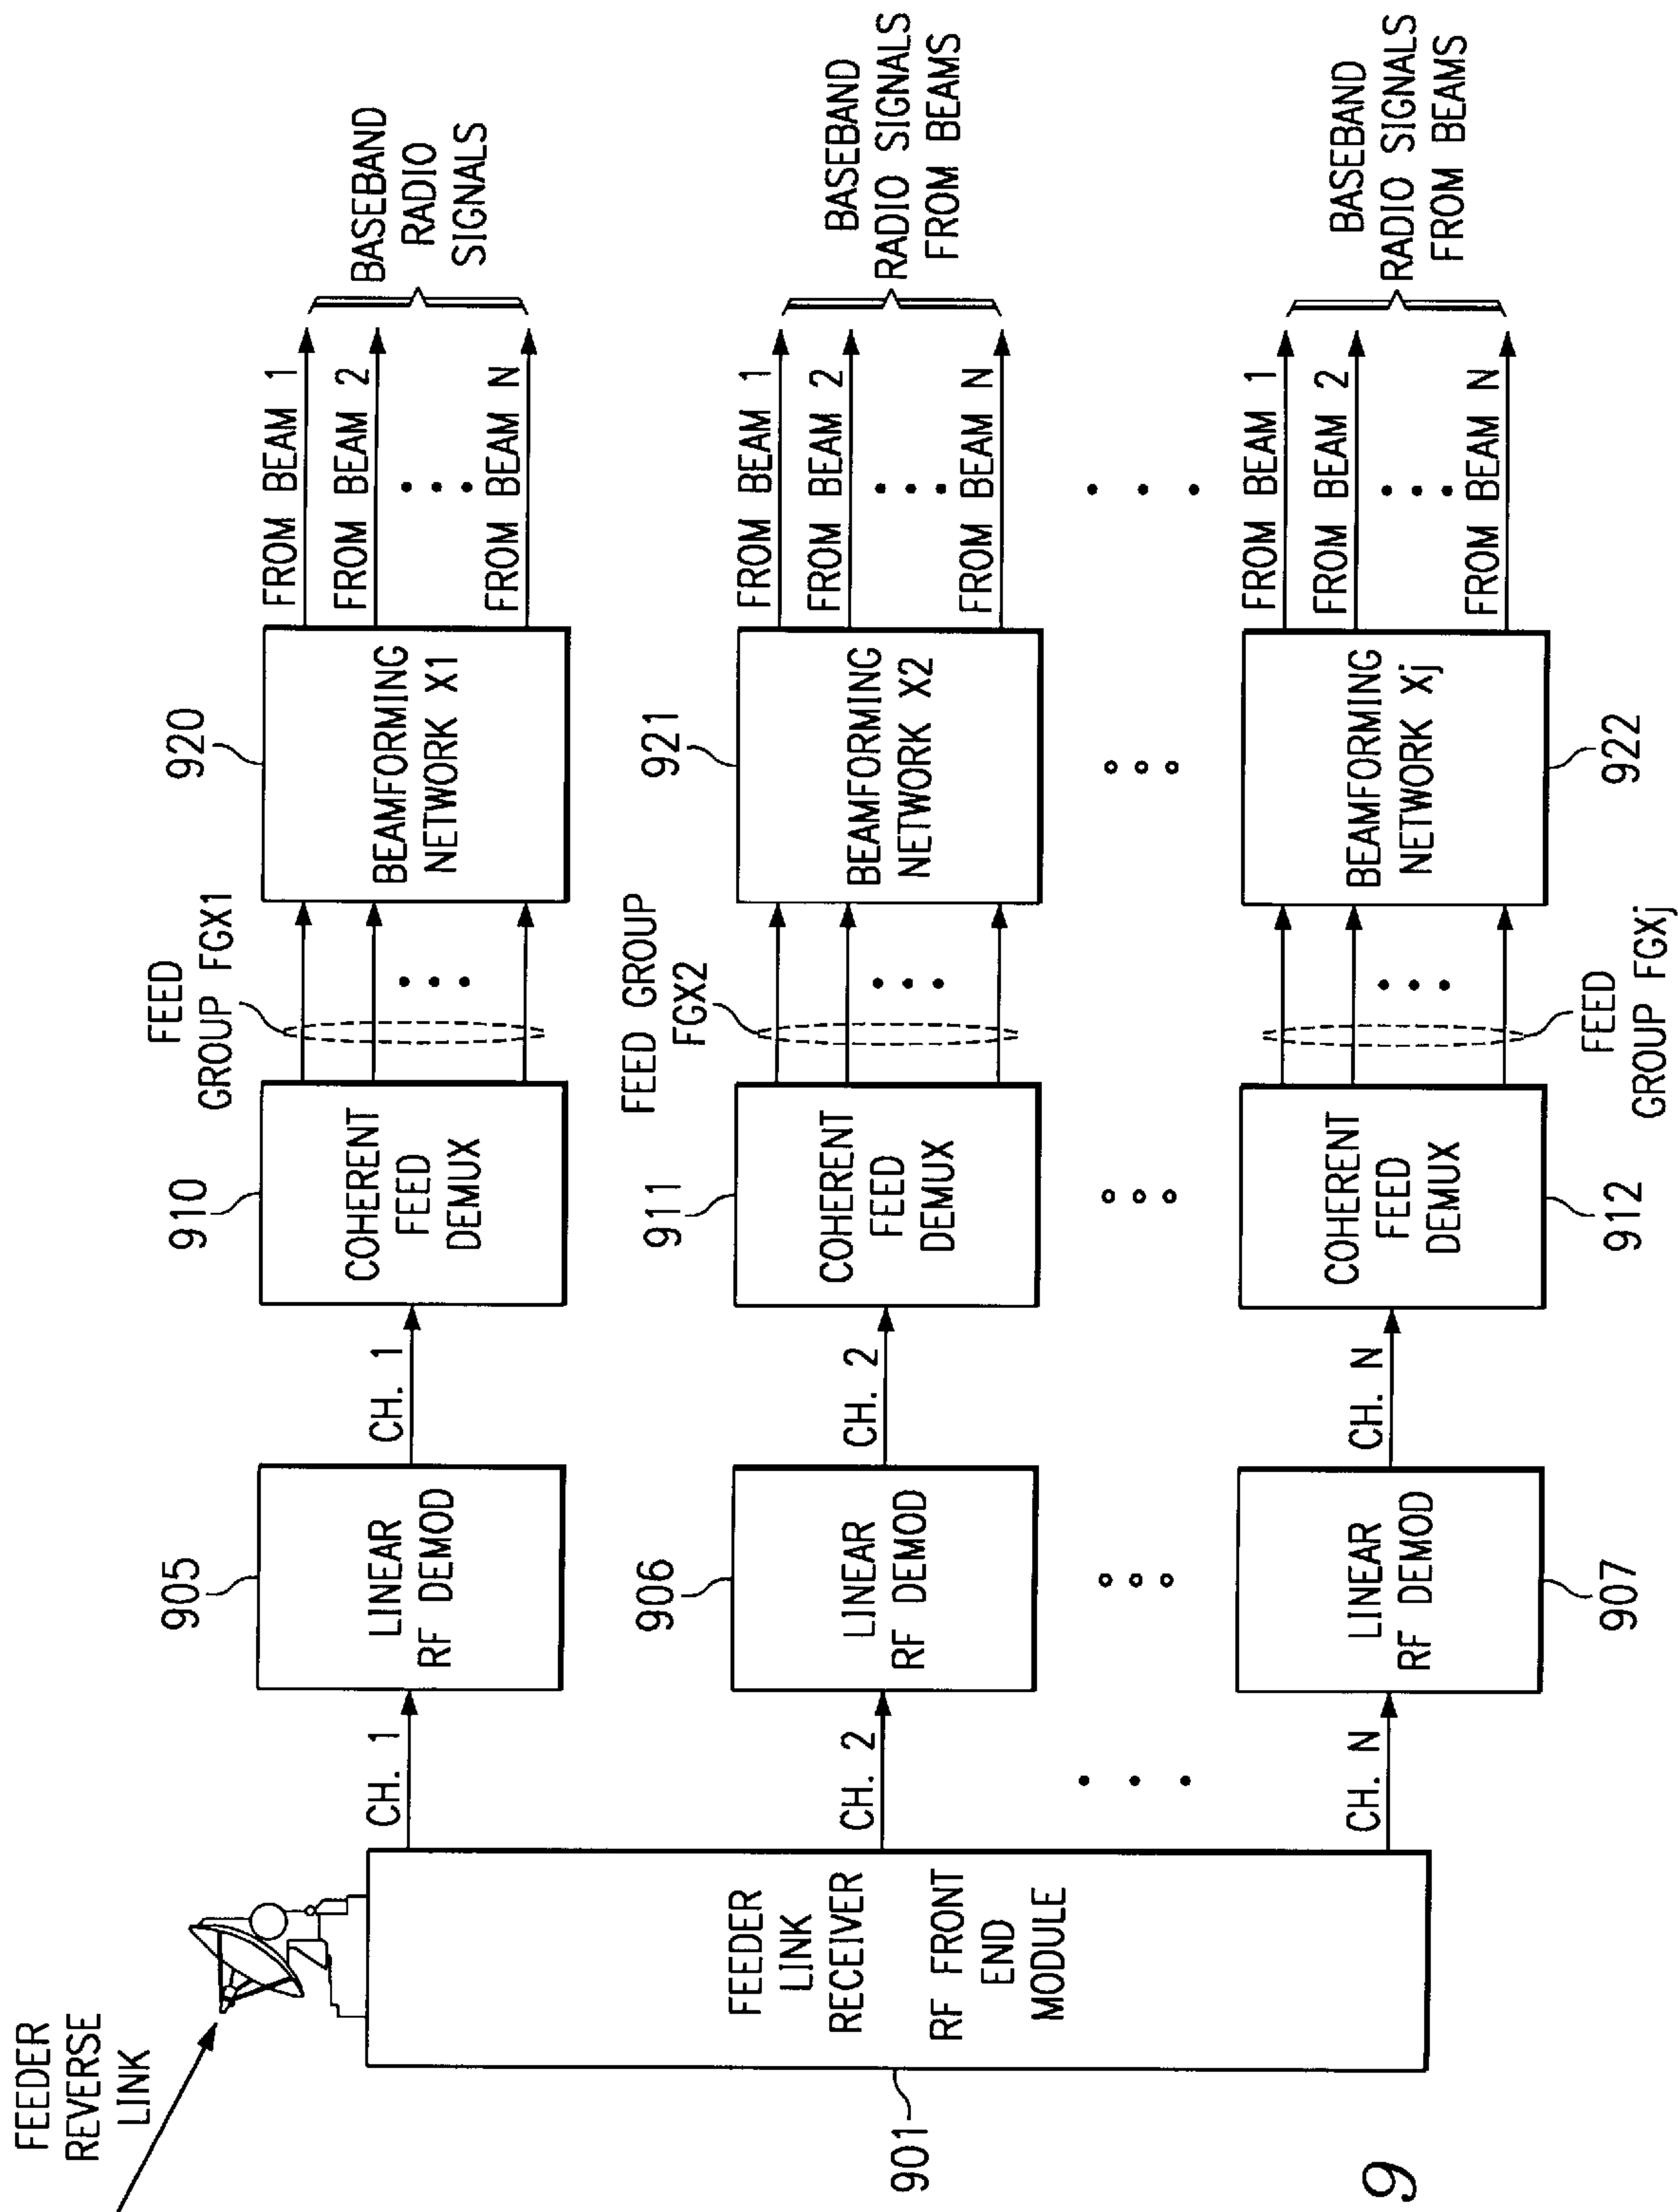 FEEDER
REVERSE
LINK
901
FEEDER
LINK
RECEIVER
RF FRONT
END
MODULE
CH. 1
905
LINEAR
RF DEMOD
CH. 1
910
COHERENT
FEED
DEMUX
FEED
GROUP FGX1
920
BEAMFORMING
NETWORK X1
FROM BEAM 1
FROM BEAM 2
FROM BEAM N
BASEBAND
RADIO
SIGNALS
CH. 2
906
LINEAR
RF DEMOD
CH. 2
911
COHERENT
FEED
DEMUX
FEED GROUP
FGX2
921
BEAMFORMING
NETWORK X2
FROM BEAM 1
FROM BEAM 2
FROM BEAM N
BASEBAND
RADIO SIGNALS
FROM BEAMS
CH. N
LINEAR
RF DEMOD
907
CH. N
COHERENT
FEED
DEMUX
912
FEED
GROUP FGXj
BEAMFORMING
NETWORK Xj
922
FROM BEAM 1
FROM BEAM 2
FROM BEAM N
BASEBAND
RADIO SIGNALS
FROM BEAMS
9